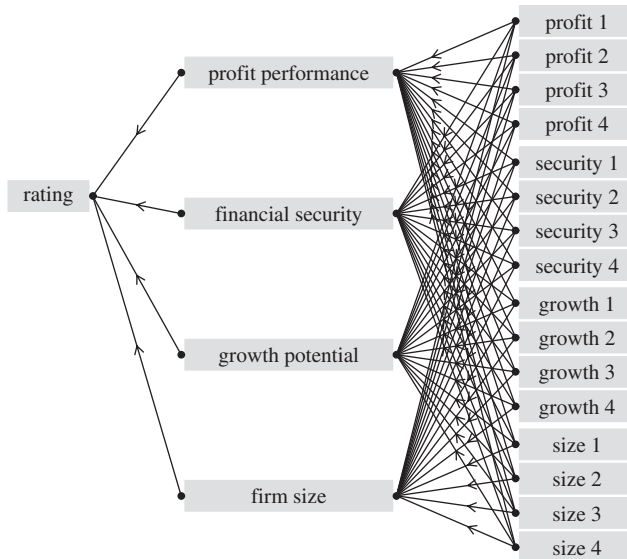 rating
profit performance
financial security
growth potential
firm size
profit 1
profit 2
profit 3
profit 4
security 1
security 2
security 3
security 4
growth 1
growth 2
growth 3
growth 4
size 1
size 2
size 3
size 4